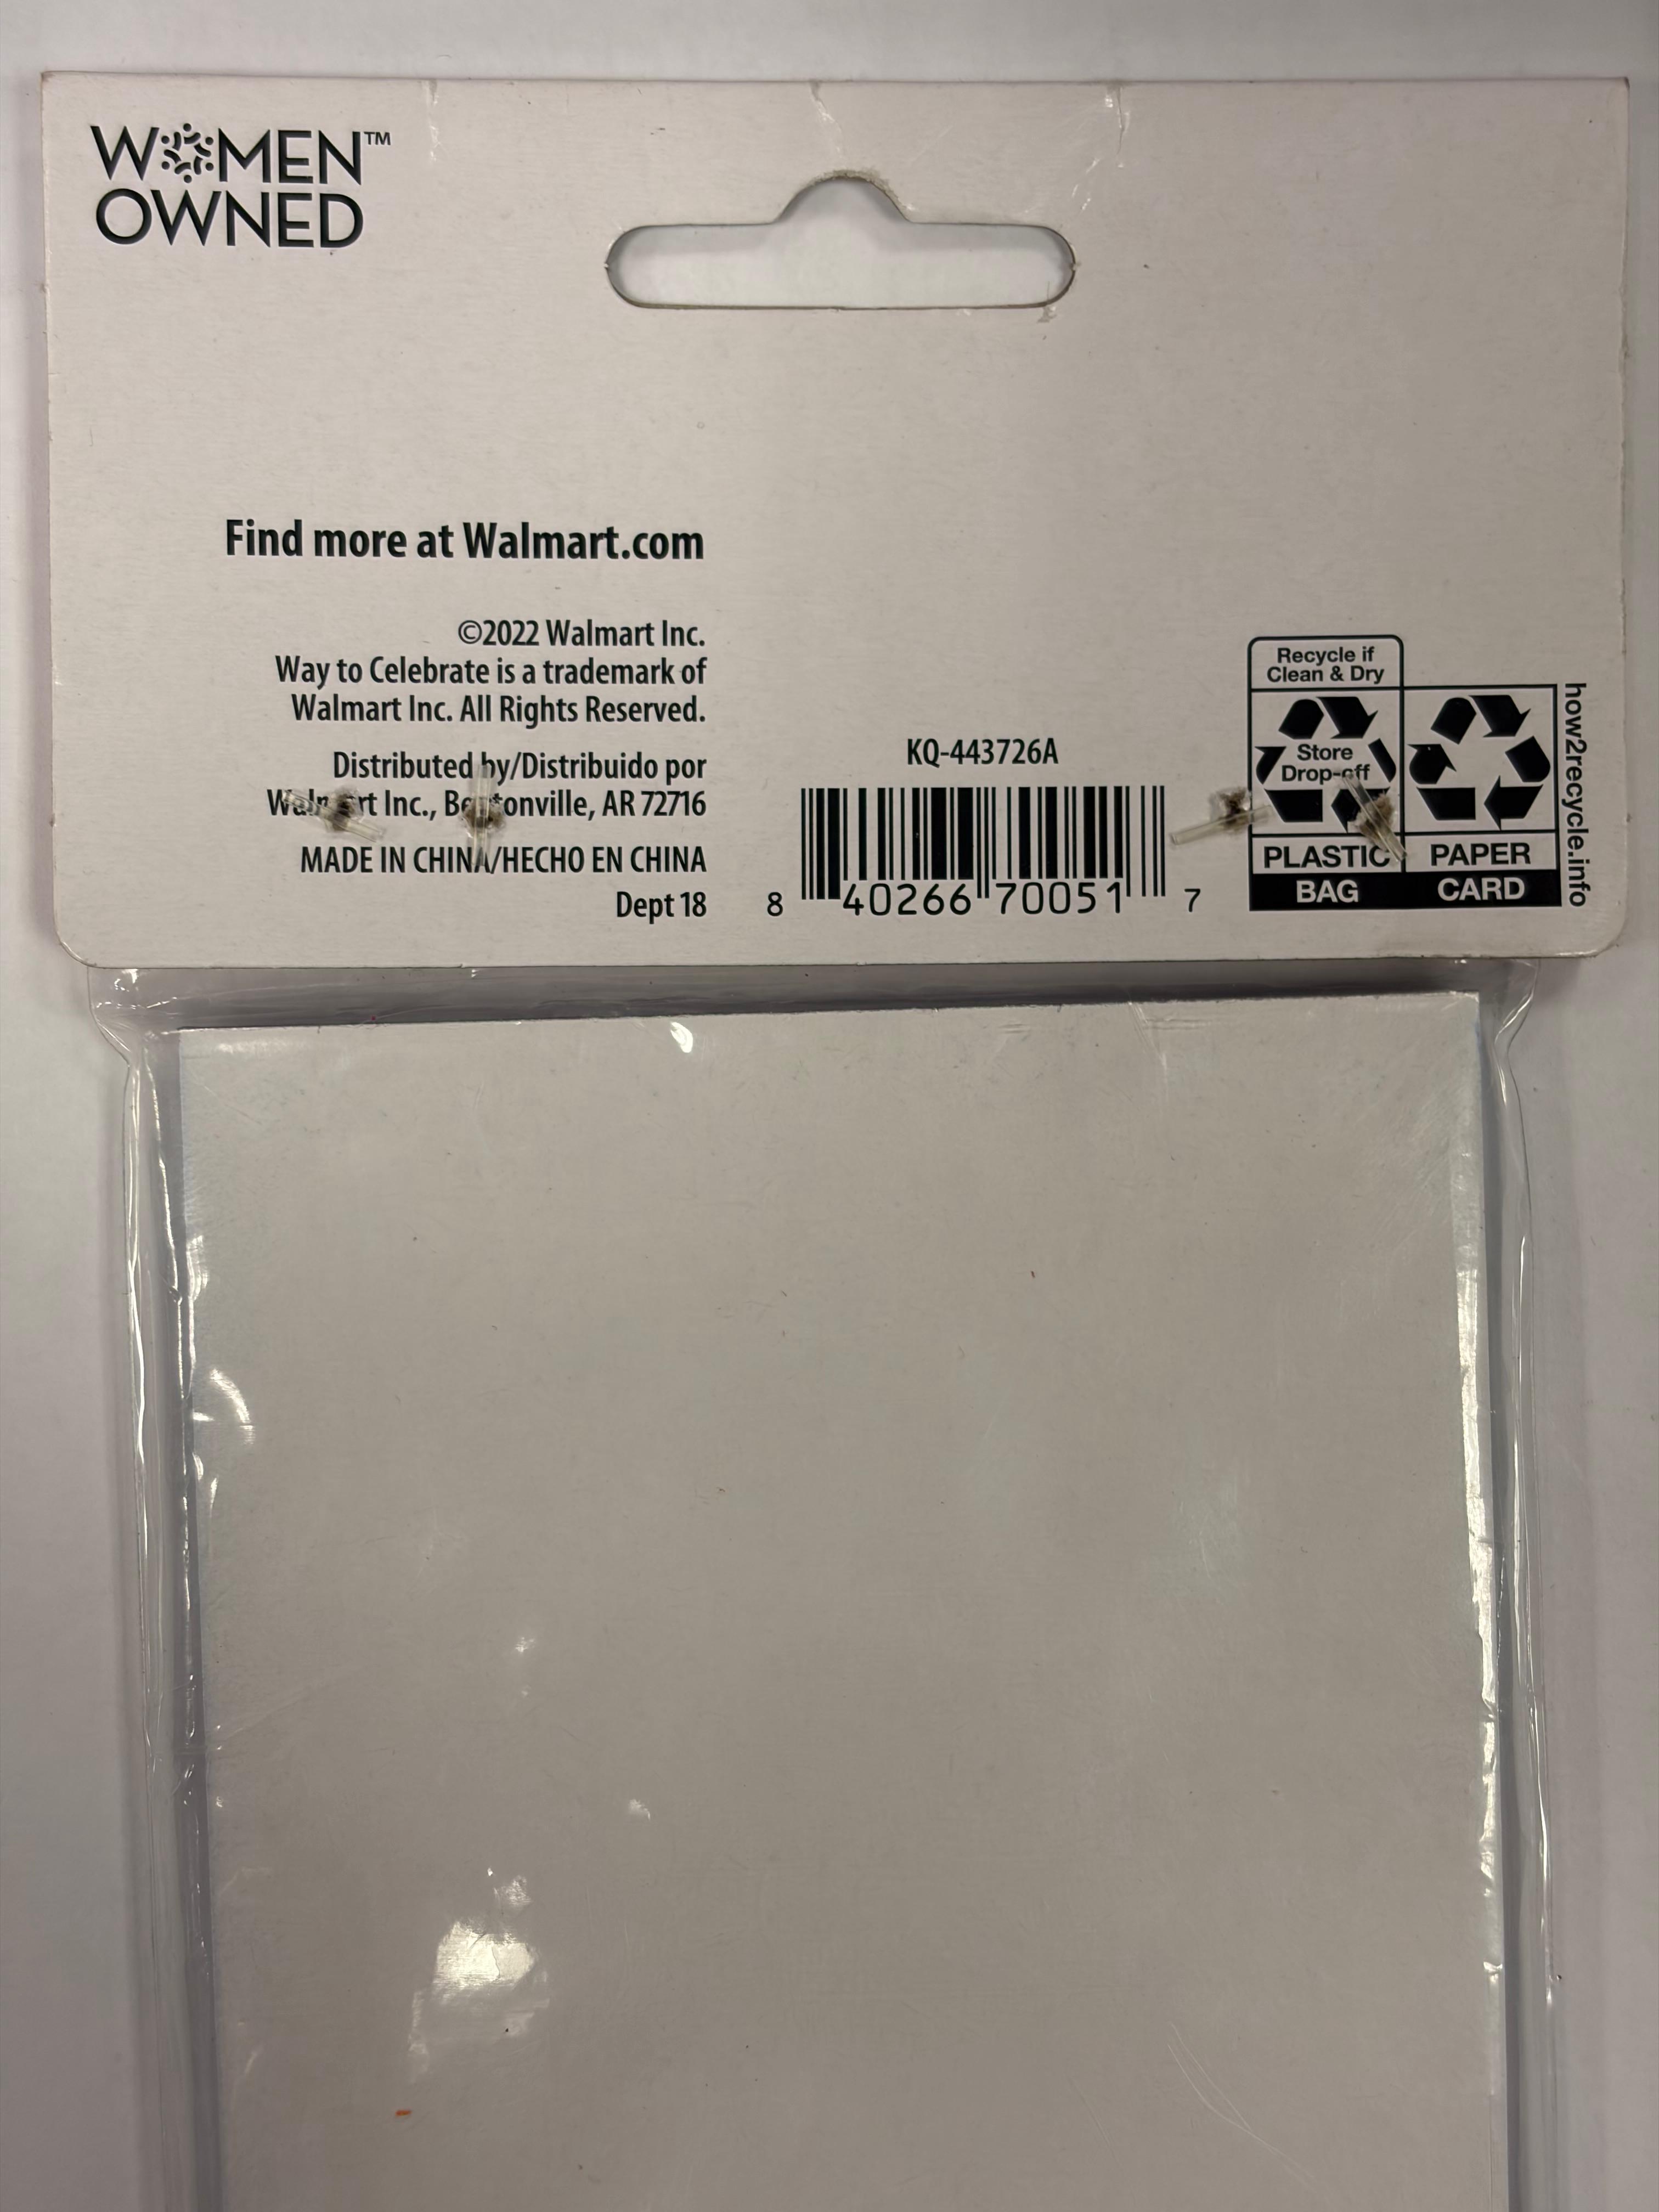 WOMEN™
OWNED
Find more at Walmart.com
©2022 Walmart Inc.
Way to Celebrate is a trademark of
Walmart Inc. All Rights Reserved.
Distributed by/Distribuido por
Walmart Inc., Bentonville, AR 72716
MADE IN CHINA/HECHO EN CHINA
Dept 18
KQ-443726A
8 40266 70051 7
Recycle if
Clean & Dry
Store
Drop-off
PLASTIC
BAG
PAPER
CARD
how2recycle.info